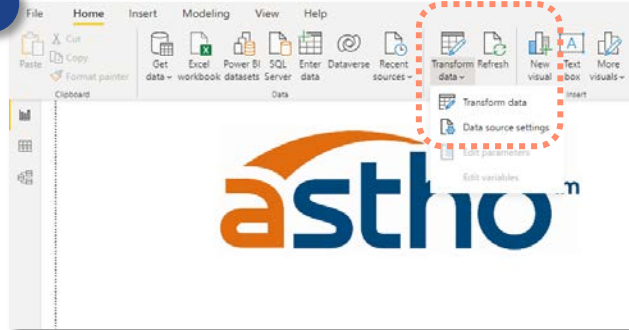 File Home Insert Modeling View Help
Cut
Copy
Format painter
Paste
Get data
Excel workbook
Power BI datasets
SQL Server
Enter data
Dataverse
Recent sources
Transform data
Refresh
New visual
Text box
More visuals
Clipboard
Data
Insert
Transform data
Data source settings
Edit parameters
Edit variables
astho
m